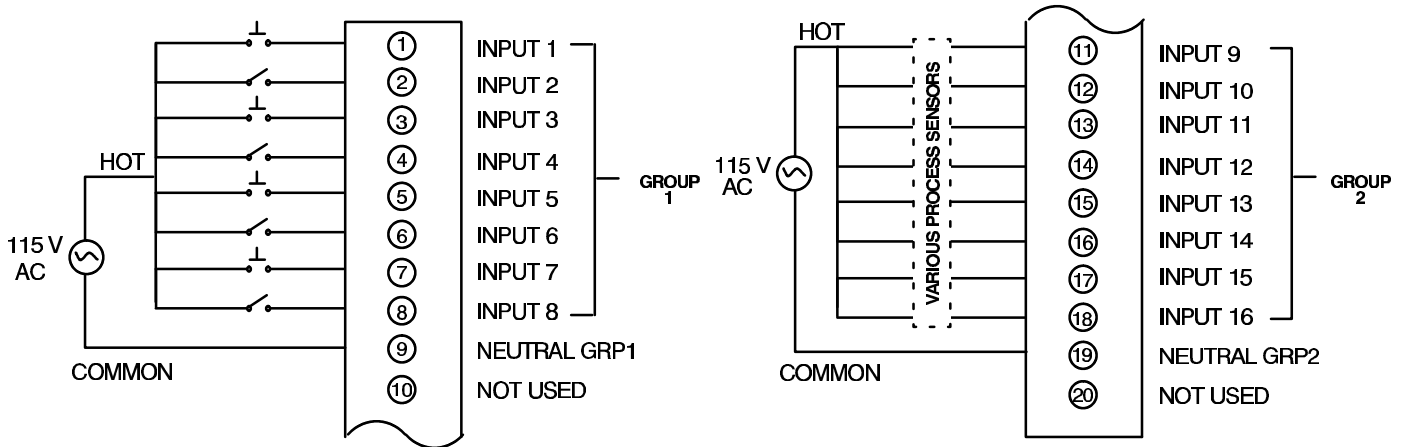 HOT
115 V
AC
COMMON
1 INPUT 1
2 INPUT 2
3 INPUT 3
4 INPUT 4
5 INPUT 5
6 INPUT 6
7 INPUT 7
8 INPUT 8
9 NEUTRAL GRP1
10 NOT USED
GROUP
1
HOT
115 V
AC
COMMON
VARIOUS PROCESS SENSORS
11 INPUT 9
12 INPUT 10
13 INPUT 11
14 INPUT 12
15 INPUT 13
16 INPUT 14
17 INPUT 15
18 INPUT 16
19 NEUTRAL GRP2
20 NOT USED
GROUP
2